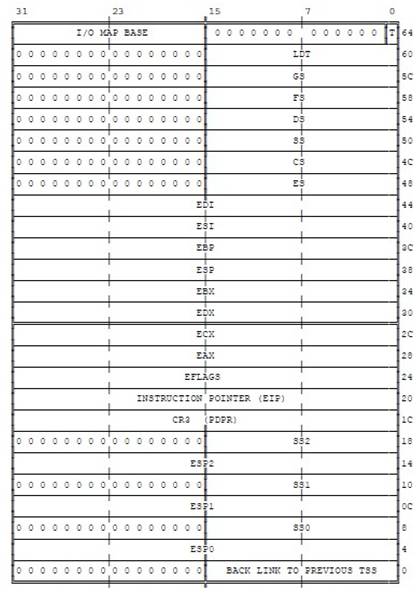 31 23 15 7 0
I/O MAP BASE 0 0 0 0 0 0 0 0 0 0 0 0 0 T 64
0 0 0 0 0 0 0 0 0 0 0 0 0 0 0 0 LDT 60
0 0 0 0 0 0 0 0 0 0 0 0 0 0 0 0 GS 5C
0 0 0 0 0 0 0 0 0 0 0 0 0 0 0 0 FS 58
0 0 0 0 0 0 0 0 0 0 0 0 0 0 0 0 DS 54
0 0 0 0 0 0 0 0 0 0 0 0 0 0 0 0 SS 50
0 0 0 0 0 0 0 0 0 0 0 0 0 0 0 0 CS 4C
0 0 0 0 0 0 0 0 0 0 0 0 0 0 0 0 ES 48
EDI 44
ESI 40
EBP 3C
ESP 38
EBX 34
EDX 30
ECX 2C
EAX 28
EFLAGS 24
INSTRUCTION POINTER (EIP) 20
CR3 (PDPR) 1C
0 0 0 0 0 0 0 0 0 0 0 0 0 0 0 0 SS2 18
ESP2 14
0 0 0 0 0 0 0 0 0 0 0 0 0 0 0 0 SS1 10
ESP1 0C
0 0 0 0 0 0 0 0 0 0 0 0 0 0 0 0 SS0 8
ESP0 4
0 0 0 0 0 0 0 0 0 0 0 0 0 0 0 0 BACK LINK TO PREVIOUS TSS 0